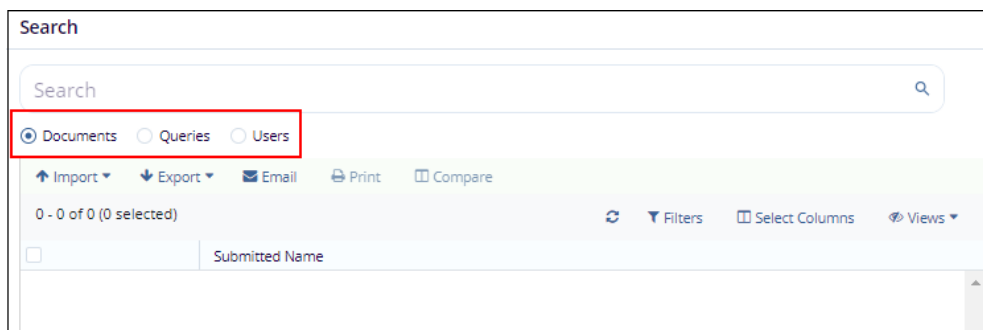 Search
Search
Documents Queries Users
Import Export Email Print Compare
0 - 0 of 0 (0 selected) Filters Select Columns Views
Submitted Name